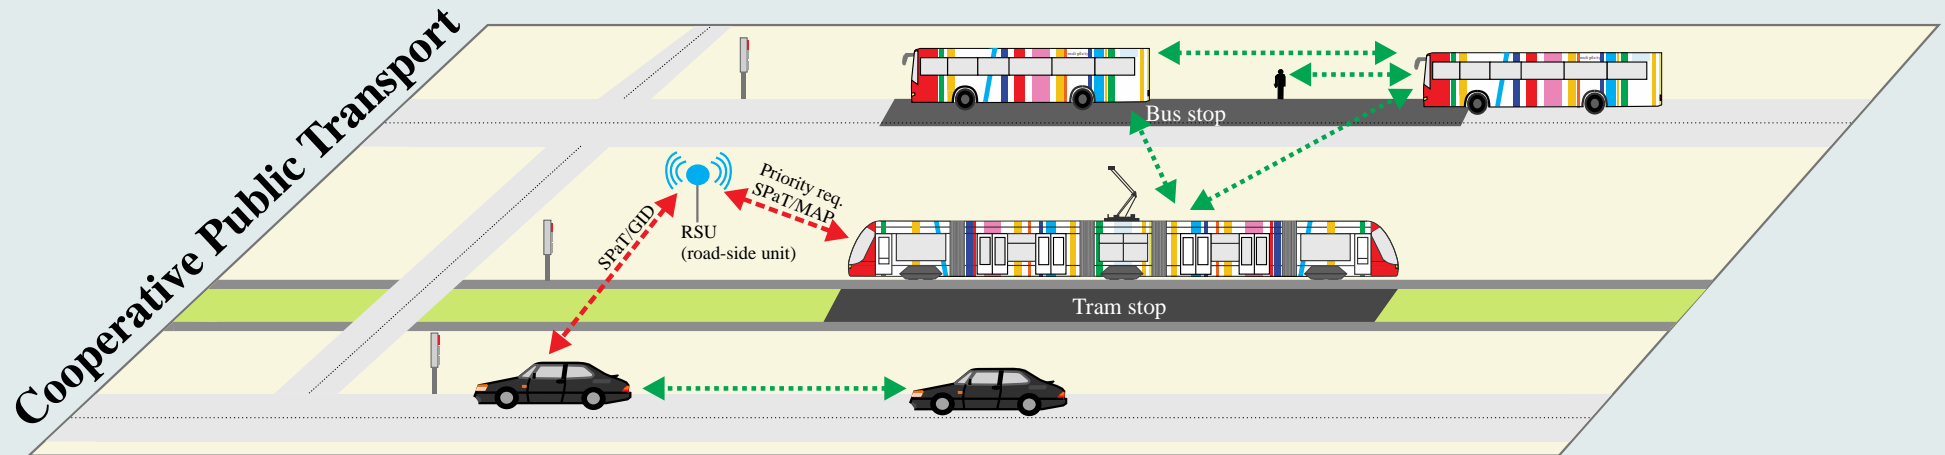 Cooperative Public Transport
Bus stop
Priority req.
SPaT/MAP
SPaT/GID
RSU
(road-side unit)
Tram stop